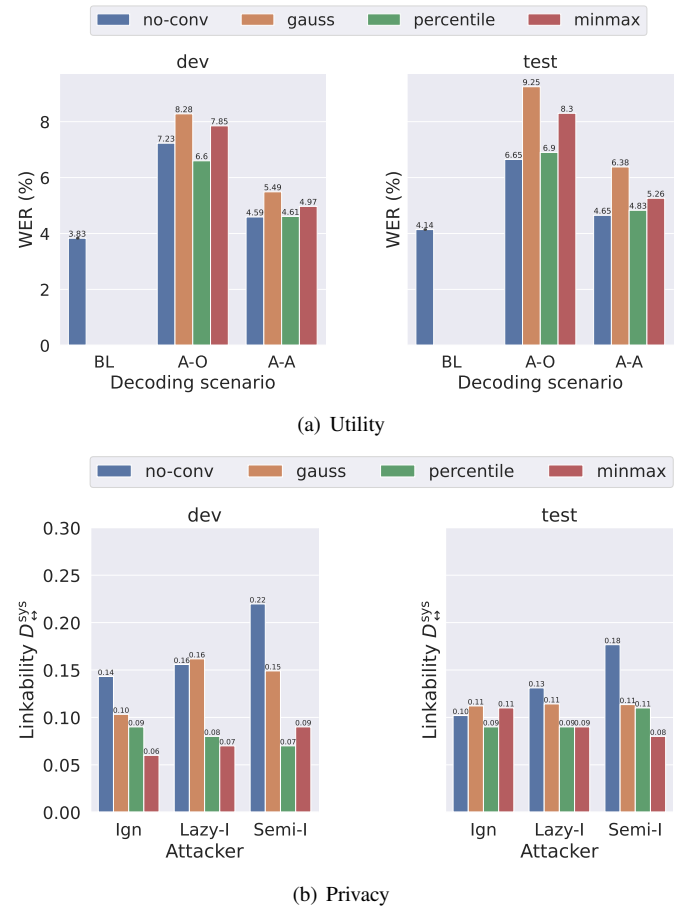 no-conv gauss percentile minmax
dev
test
WER (%)
0
2
4
6
8
3.83
7.23
8.28
6.6
7.85
4.59
5.49
4.61
4.97
BL A-O A-A
Decoding scenario
WER (%)
4.14
6.65
9.25
6.9
8.3
4.65
6.38
4.83
5.26
BL A-O A-A
Decoding scenario
(a) Utility
no-conv gauss percentile minmax
dev
test
Linkability D↔sys
0.30
0.25
0.20
0.15
0.10
0.05
0.00
0.14
0.10
0.09
0.06
0.16
0.16
0.08
0.07
0.22
0.15
0.07
0.09
Ign Lazy-I Semi-I
Attacker
Linkability D↔sys
0.10
0.11
0.09
0.11
0.13
0.11
0.09
0.09
0.18
0.11
0.11
0.08
Ign Lazy-I Semi-I
Attacker
(b) Privacy